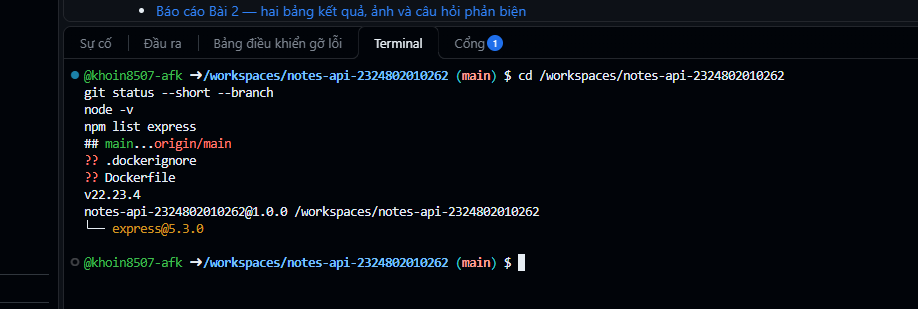 Báo cáo Bài 2 — hai bảng kết quả, ảnh và câu hỏi phản biện
Sự cố Đầu ra Bảng điều khiển gỡ lỗi Terminal Cổng 1
@khoin8507-afk ➜/workspaces/notes-api-2324802010262 (main) $ cd /workspaces/notes-api-2324802010262
git status --short --branch
node -v
npm list express
## main...origin/main
?? .dockerignore
?? Dockerfile
v22.23.4
notes-api-2324802010262@1.0.0 /workspaces/notes-api-2324802010262
└── express@5.3.0
@khoin8507-afk ➜/workspaces/notes-api-2324802010262 (main) $